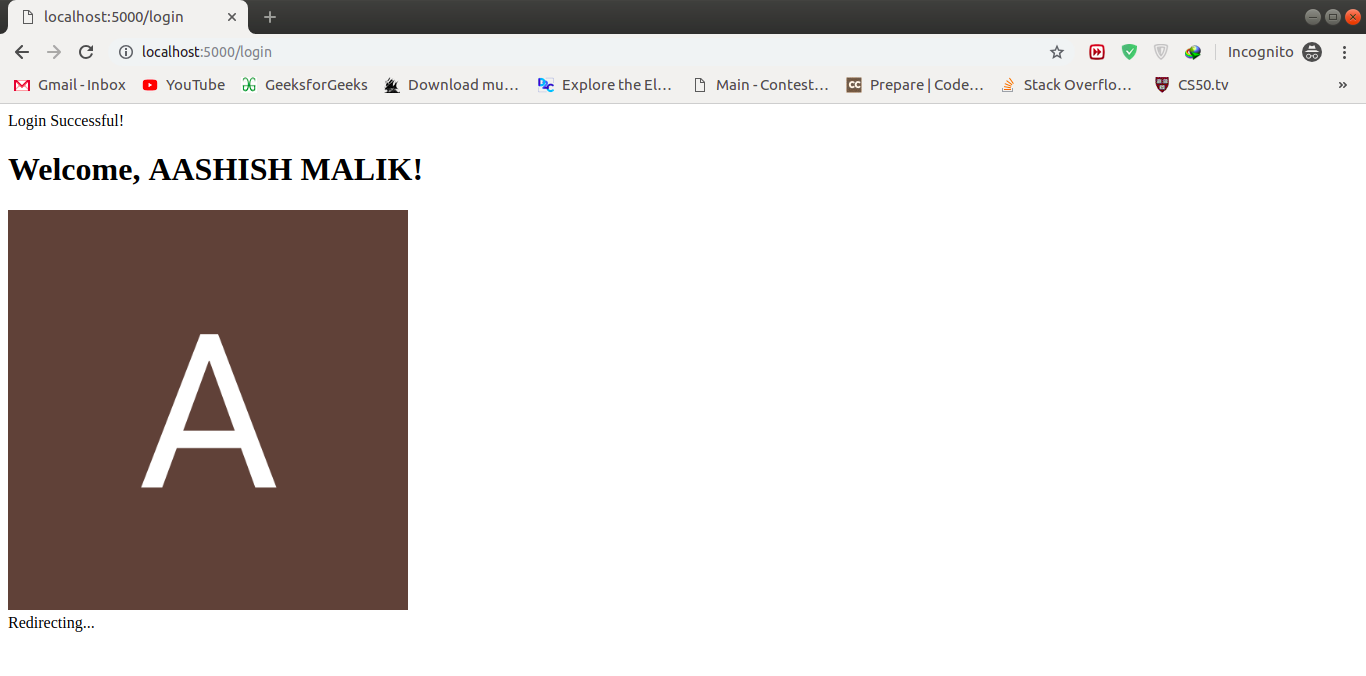 localhost:5000/login
localhost:5000/login
Incognito
Gmail - Inbox
YouTube
GeeksforGeeks
Download mu...
Explore the El...
Main - Contest...
Prepare | Code...
Stack Overflo...
CS50.tv
»
Login Successful!
Welcome, AASHISH MALIK!
A
Redirecting...